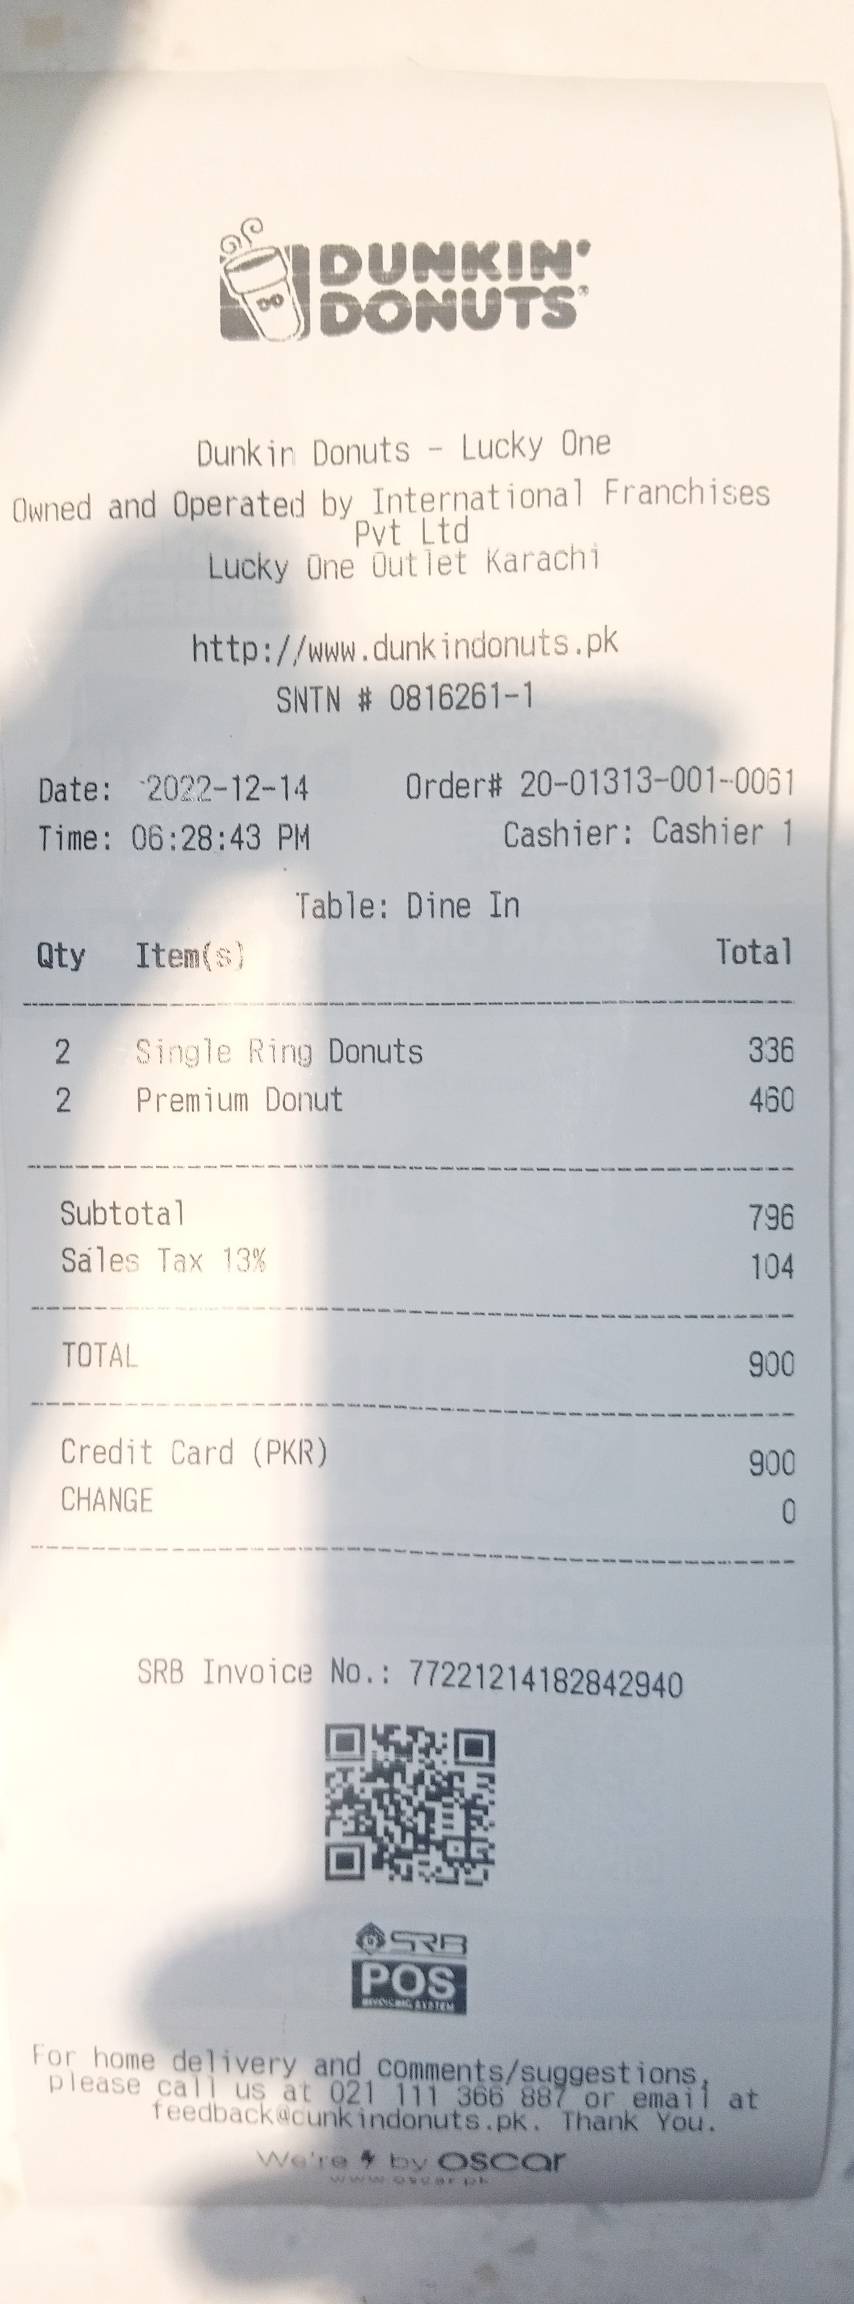 DUNKIN'
DONUTS®
DD
Dunkin Donuts - Lucky One
Owned and Operated by International Franchises
Pvt Ltd
Lucky One Outlet Karachi
http://www.dunkindonuts.pk
SNTN # 0816261-1
Date: 2022-12-14 Order# 20-01313-001-0061
Time: 06:28:43 PM Cashier: Cashier 1
Table: Dine In
Qty Item(s) Total
2 Single Ring Donuts 336
2 Premium Donut 460
Subtotal 796
Sales Tax 13% 104
TOTAL 900
Credit Card (PKR) 900
CHANGE 0
SRB Invoice No.: 77221214182842940
SRB
POS
INVOICING SYSTEM
For home delivery and comments/suggestions,
please call us at 021 111 366 887 or email at
feedback@cunkindonuts.pk. Thank You.
We're by oscar
www.oscar.pk